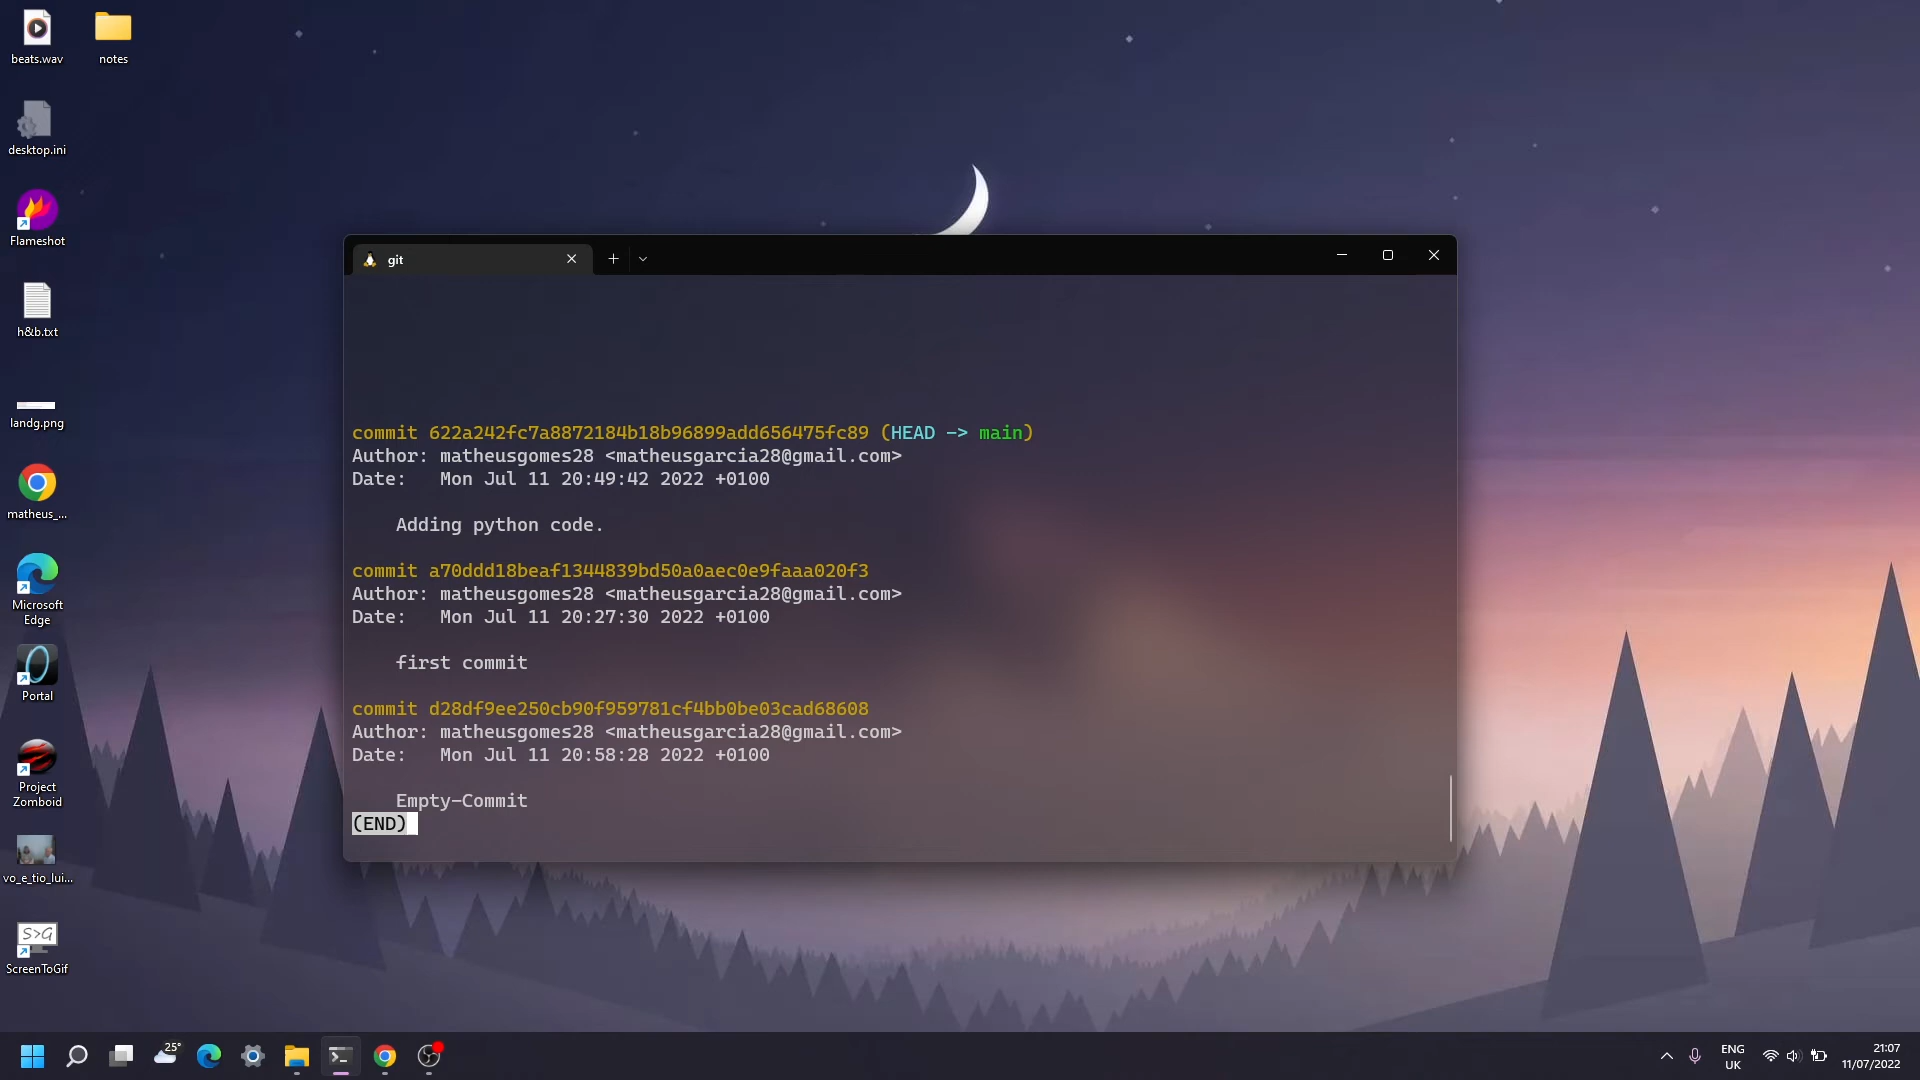 beats.wav
notes
desktop.ini
Flameshot
h&b.txt
landg.png
matheus_...
Microsoft
Edge
Portal
Project
Zomboid
vo_e_tio_lui...
S>G
ScreenToGif
git
commit 622a242fc7a8872184b18b96899add656475fc89 (HEAD -> main)
Author: matheusgomes28 <matheusgarcia28@gmail.com>
Date:   Mon Jul 11 20:49:42 2022 +0100
Adding python code.
commit a70ddd18beaf1344839bd50a0aec0e9faaa020f3
Author: matheusgomes28 <matheusgarcia28@gmail.com>
Date:   Mon Jul 11 20:27:30 2022 +0100
first commit
commit d28df9ee250cb90f959781cf4bb0be03cad68608
Author: matheusgomes28 <matheusgarcia28@gmail.com>
Date:   Mon Jul 11 20:58:28 2022 +0100
Empty-Commit
(END)
25°
ENG
UK
21:07
11/07/2022